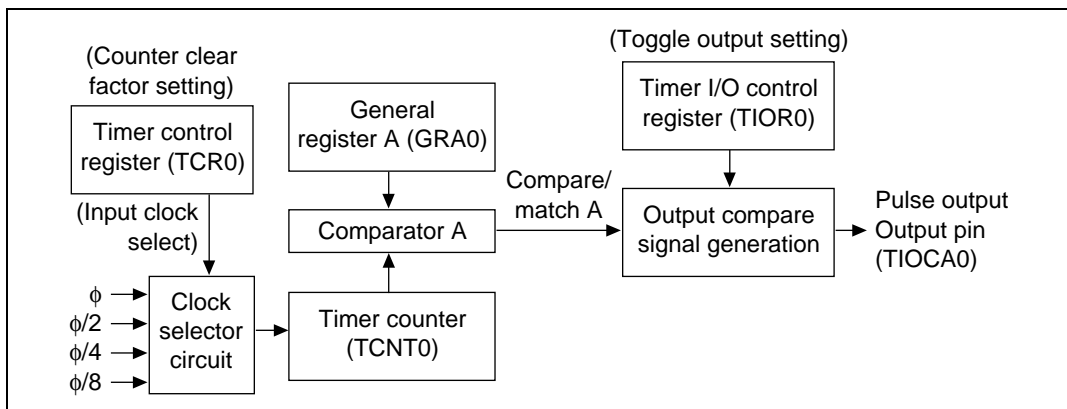 (Counter clear
factor setting)
Timer control
register (TCR0)
(Input clock
select)
ϕ
ϕ/2
ϕ/4
ϕ/8
Clock
selector
circuit
General
register A (GRA0)
Comparator A
Timer counter
(TCNT0)
Compare/
match A
(Toggle output setting)
Timer I/O control
register (TIOR0)
Output compare
signal generation
Pulse output
Output pin
(TIOCA0)